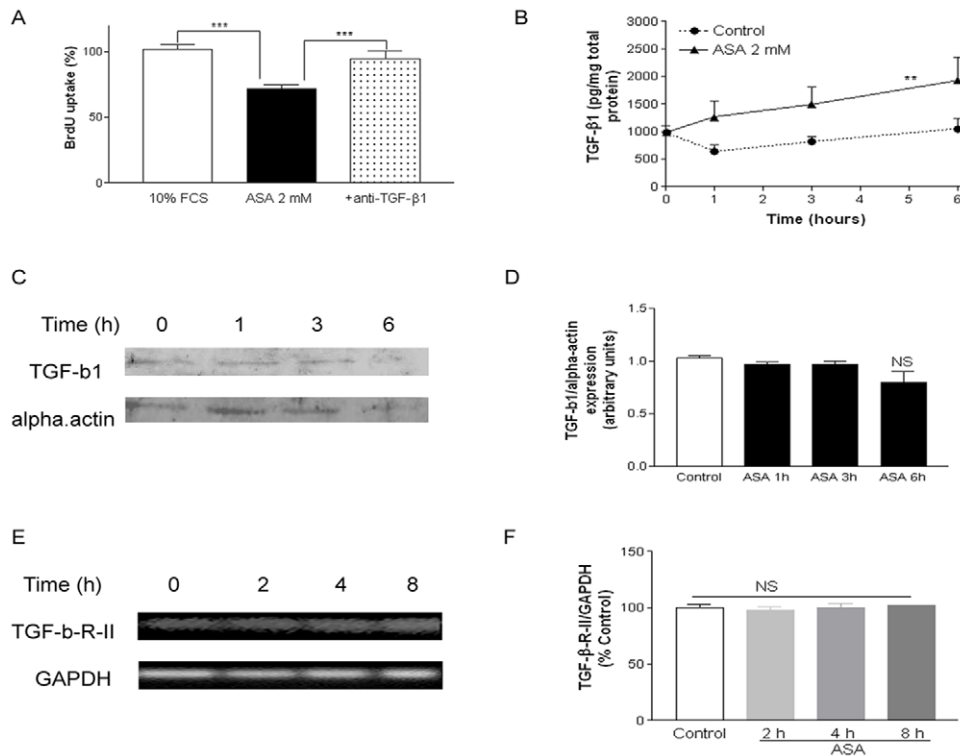 A
BrdU uptake (%)
100
50
0
***
***
10% FCS
ASA 2 mM
+anti-TGF-β1
B
TGF-β1 (pg/mg total
protein)
3000
2500
2000
1500
1000
500
0
Control
ASA 2 mM
**
0 1 2 3 4 5 6
Time (hours)
C
Time (h) 0 1 3 6
TGF-b1
alpha.actin
D
TGF-b1/alpha-actin
expression
(arbitrary units)
1.5
1.0
0.5
0.0
NS
Control ASA 1h ASA 3h ASA 6h
E
Time (h) 0 2 4 8
TGF-b-R-II
GAPDH
F
TGF-β-R-II/GAPDH
(% Control)
150
100
50
0
NS
Control 2 h 4 h 8 h
ASA